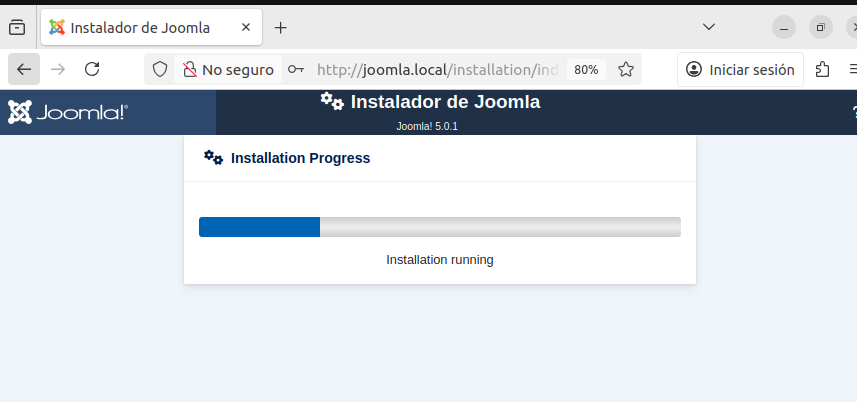 Instalador de Joomla
No seguro
http://joomla.local/installation/ind
80%
Iniciar sesión
Joomla!®
Instalador de Joomla
Joomla! 5.0.1
?
Installation Progress
Installation running